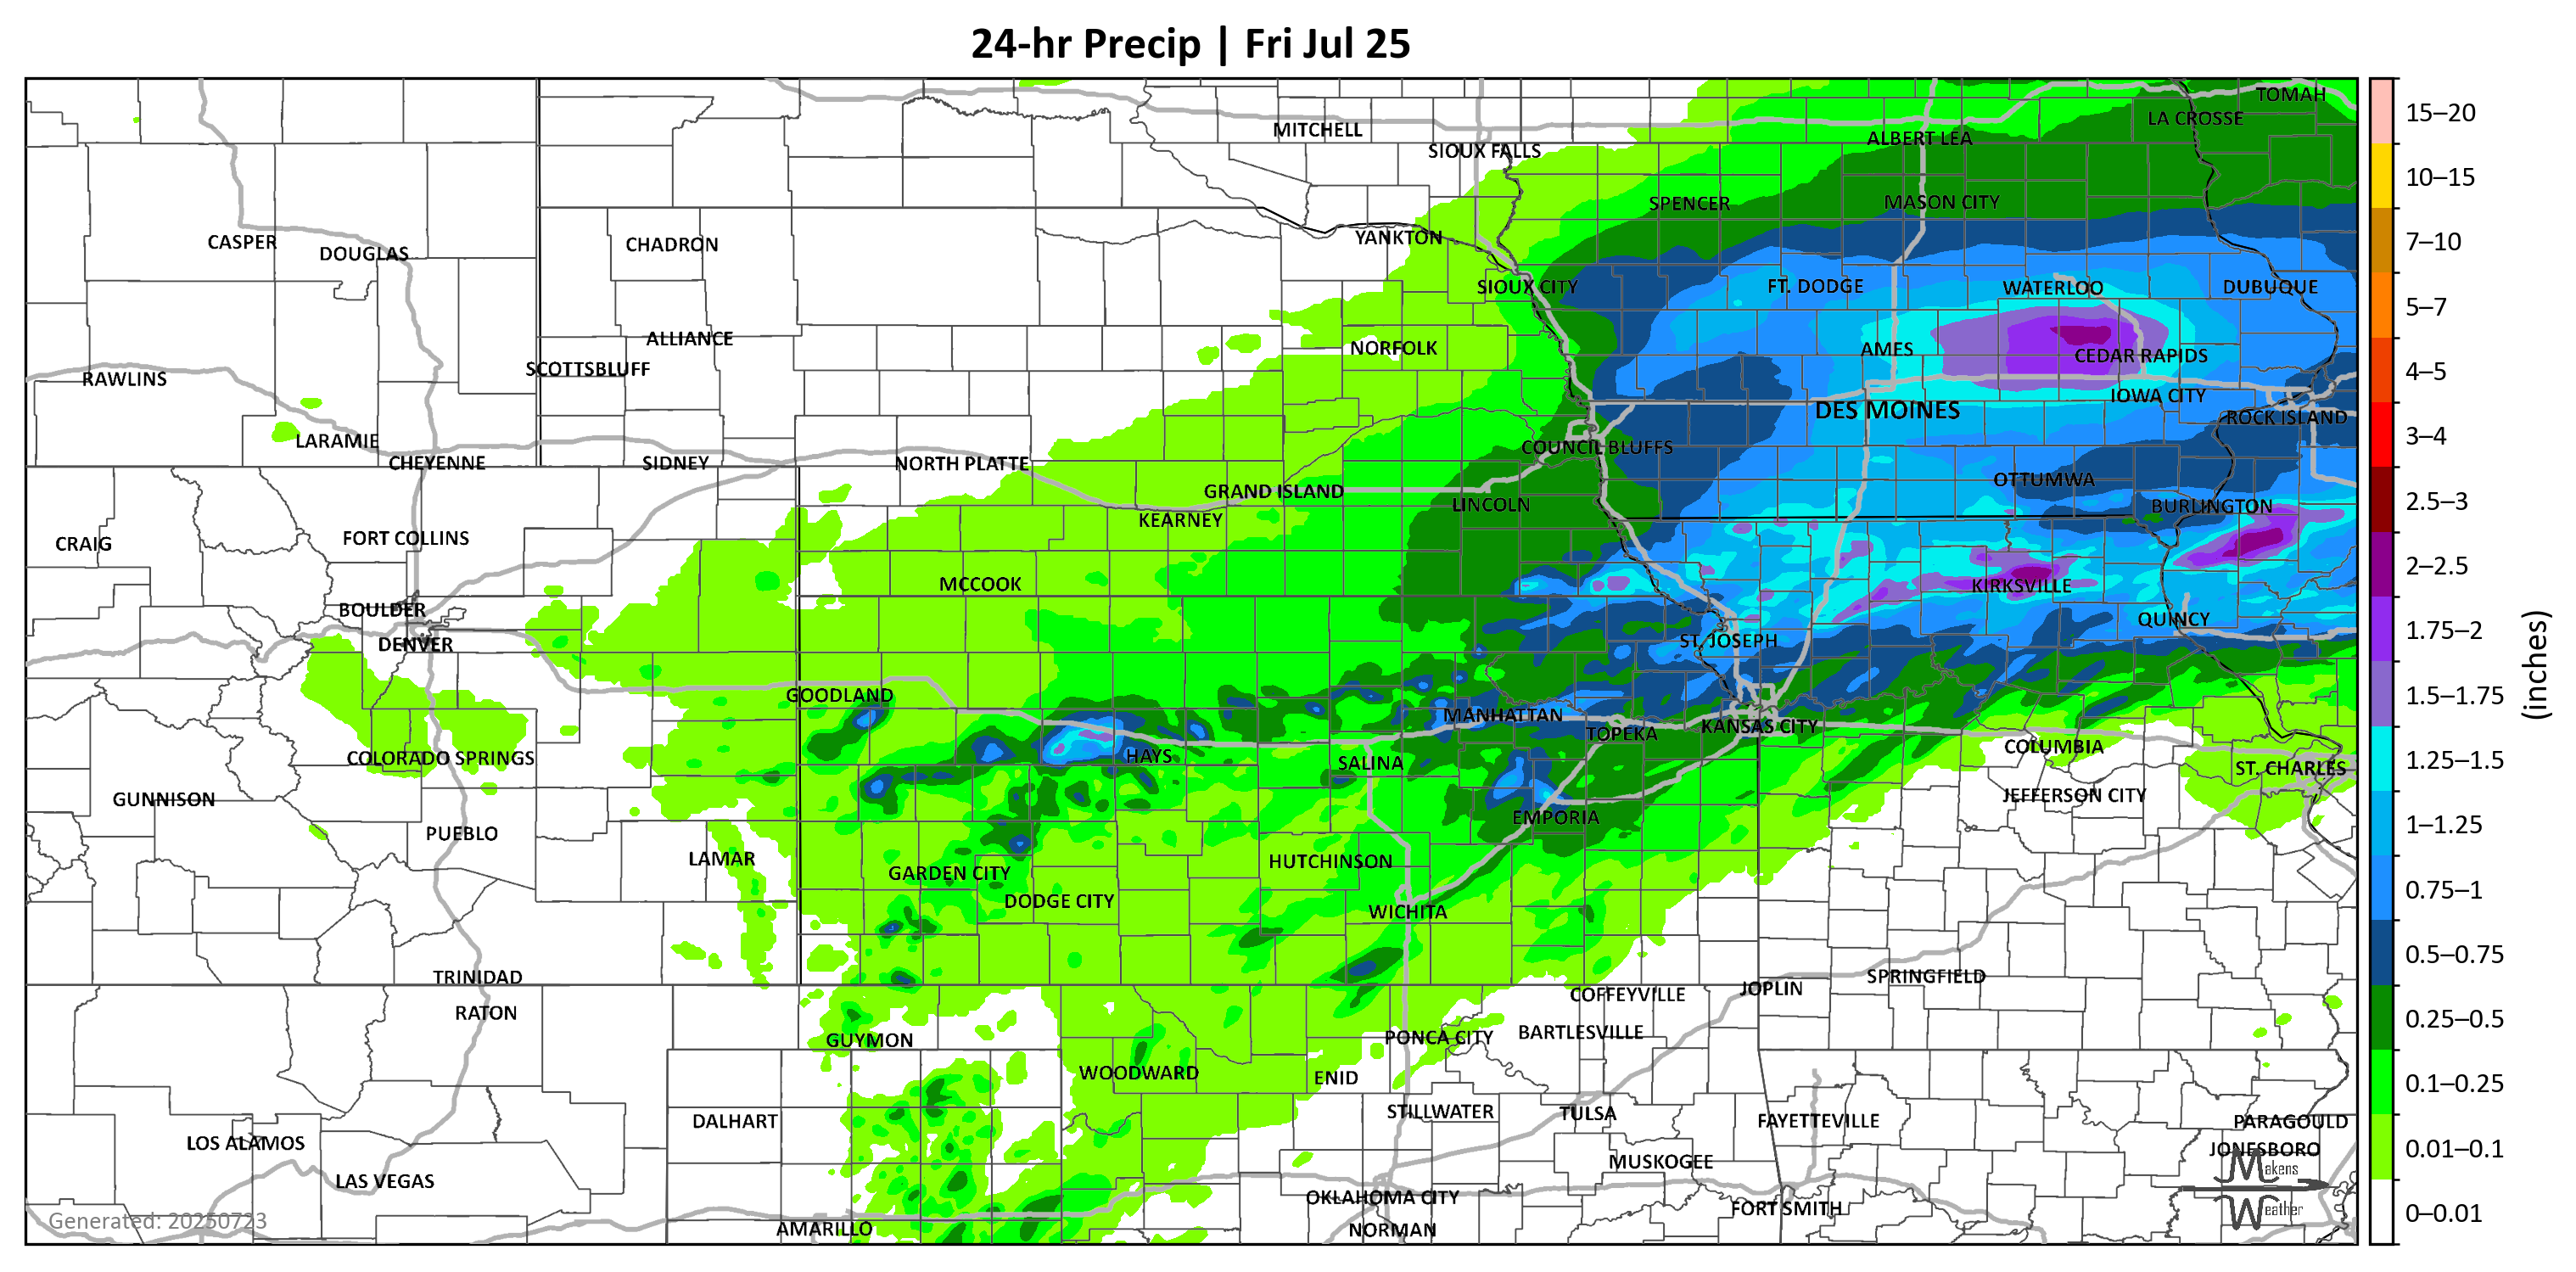 24-hr Precip | Fri Jul 25
TOMAH
LA CROSSE
MITCHELL
ALBERT LEA
SIOUX FALLS
SPENCER
MASON CITY
YANKTON
CASPER
CHADRON
DOUGLAS
SIOUX CITY
FT. DODGE
WATERLOO
DUBUQUE
ALLIANCE
NORFOLK
AMES
CEDAR RAPIDS
SCOTTSBLUFF
RAWLINS
IOWA CITY
DES MOINES
ROCK ISLAND
LARAMIE
COUNCIL BLUFFS
CHEYENNE
SIDNEY
NORTH PLATTE
OTTUMWA
GRAND ISLAND
LINCOLN
BURLINGTON
KEARNEY
FORT COLLINS
CRAIG
MCCOOK
KIRKSVILLE
BOULDER
QUINCY
DENVER
ST. JOSEPH
GOODLAND
MANHATTAN
KANSAS CITY
TOPEKA
COLUMBIA
COLORADO SPRINGS
HAYS
SALINA
ST. CHARLES
GUNNISON
JEFFERSON CITY
EMPORIA
PUEBLO
LAMAR
HUTCHINSON
GARDEN CITY
DODGE CITY
WICHITA
TRINIDAD
SPRINGFIELD
JOPLIN
COFFEYVILLE
RATON
BARTLESVILLE
PONCA CITY
GUYMON
WOODWARD
ENID
STILLWATER
TULSA
DALHART
FAYETTEVILLE
PARAGOULD
LOS ALAMOS
JONESBORO
MUSKOGEE
LAS VEGAS
OKLAHOMA CITY
FORT SMITH
AMARILLO
NORMAN
Generated: 20250723
Makens
Weather
15–20
10–15
7–10
5–7
4–5
3–4
2.5–3
2–2.5
1.75–2
1.5–1.75
1.25–1.5
1–1.25
0.75–1
0.5–0.75
0.25–0.5
0.1–0.25
0.01–0.1
0–0.01
(inches)